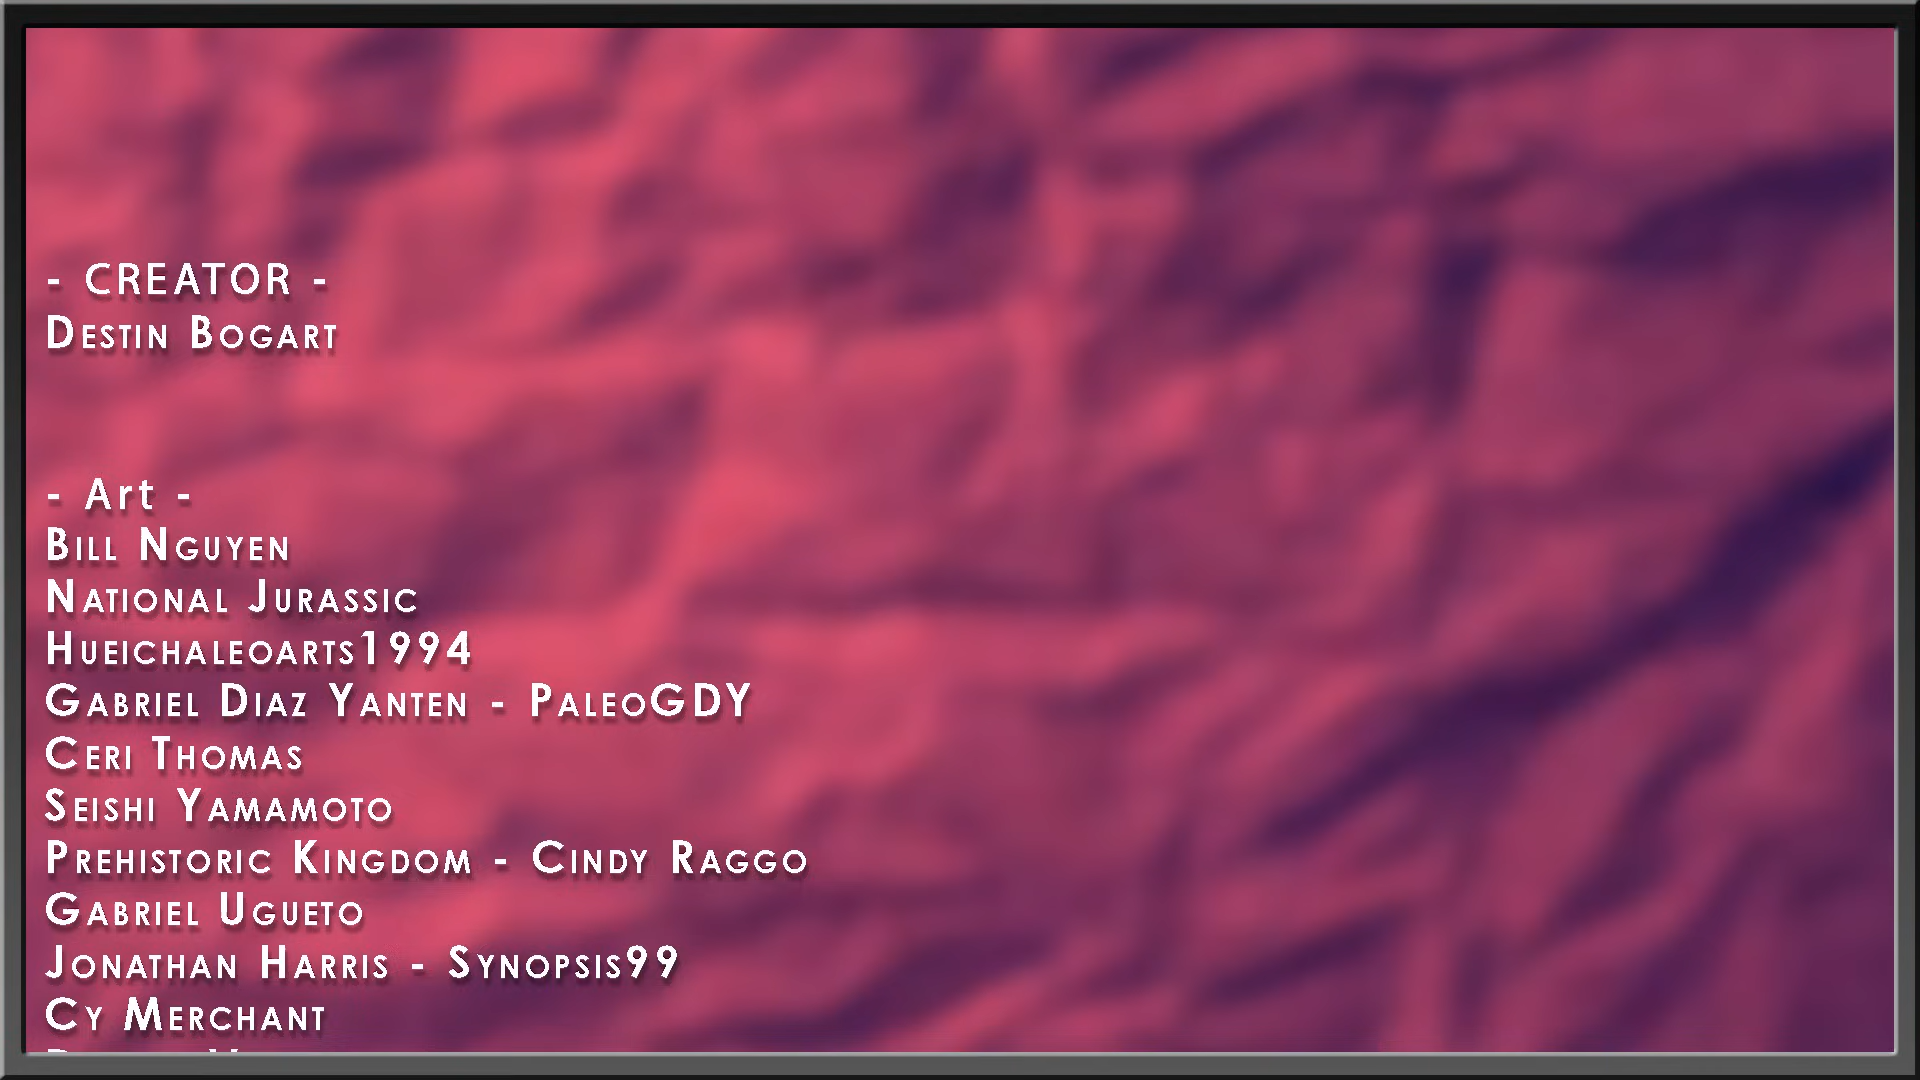 - CREATOR -
Destin Bogart
- Art -
Bill Nguyen
National Jurassic
Hueichaleoarts1994
Gabriel Diaz Yanten - PaleoGDY
Ceri Thomas
Seishi Yamamoto
Prehistoric Kingdom - Cindy Raggo
Gabriel Ugueto
Jonathan Harris - Synopsis99
Cy Merchant